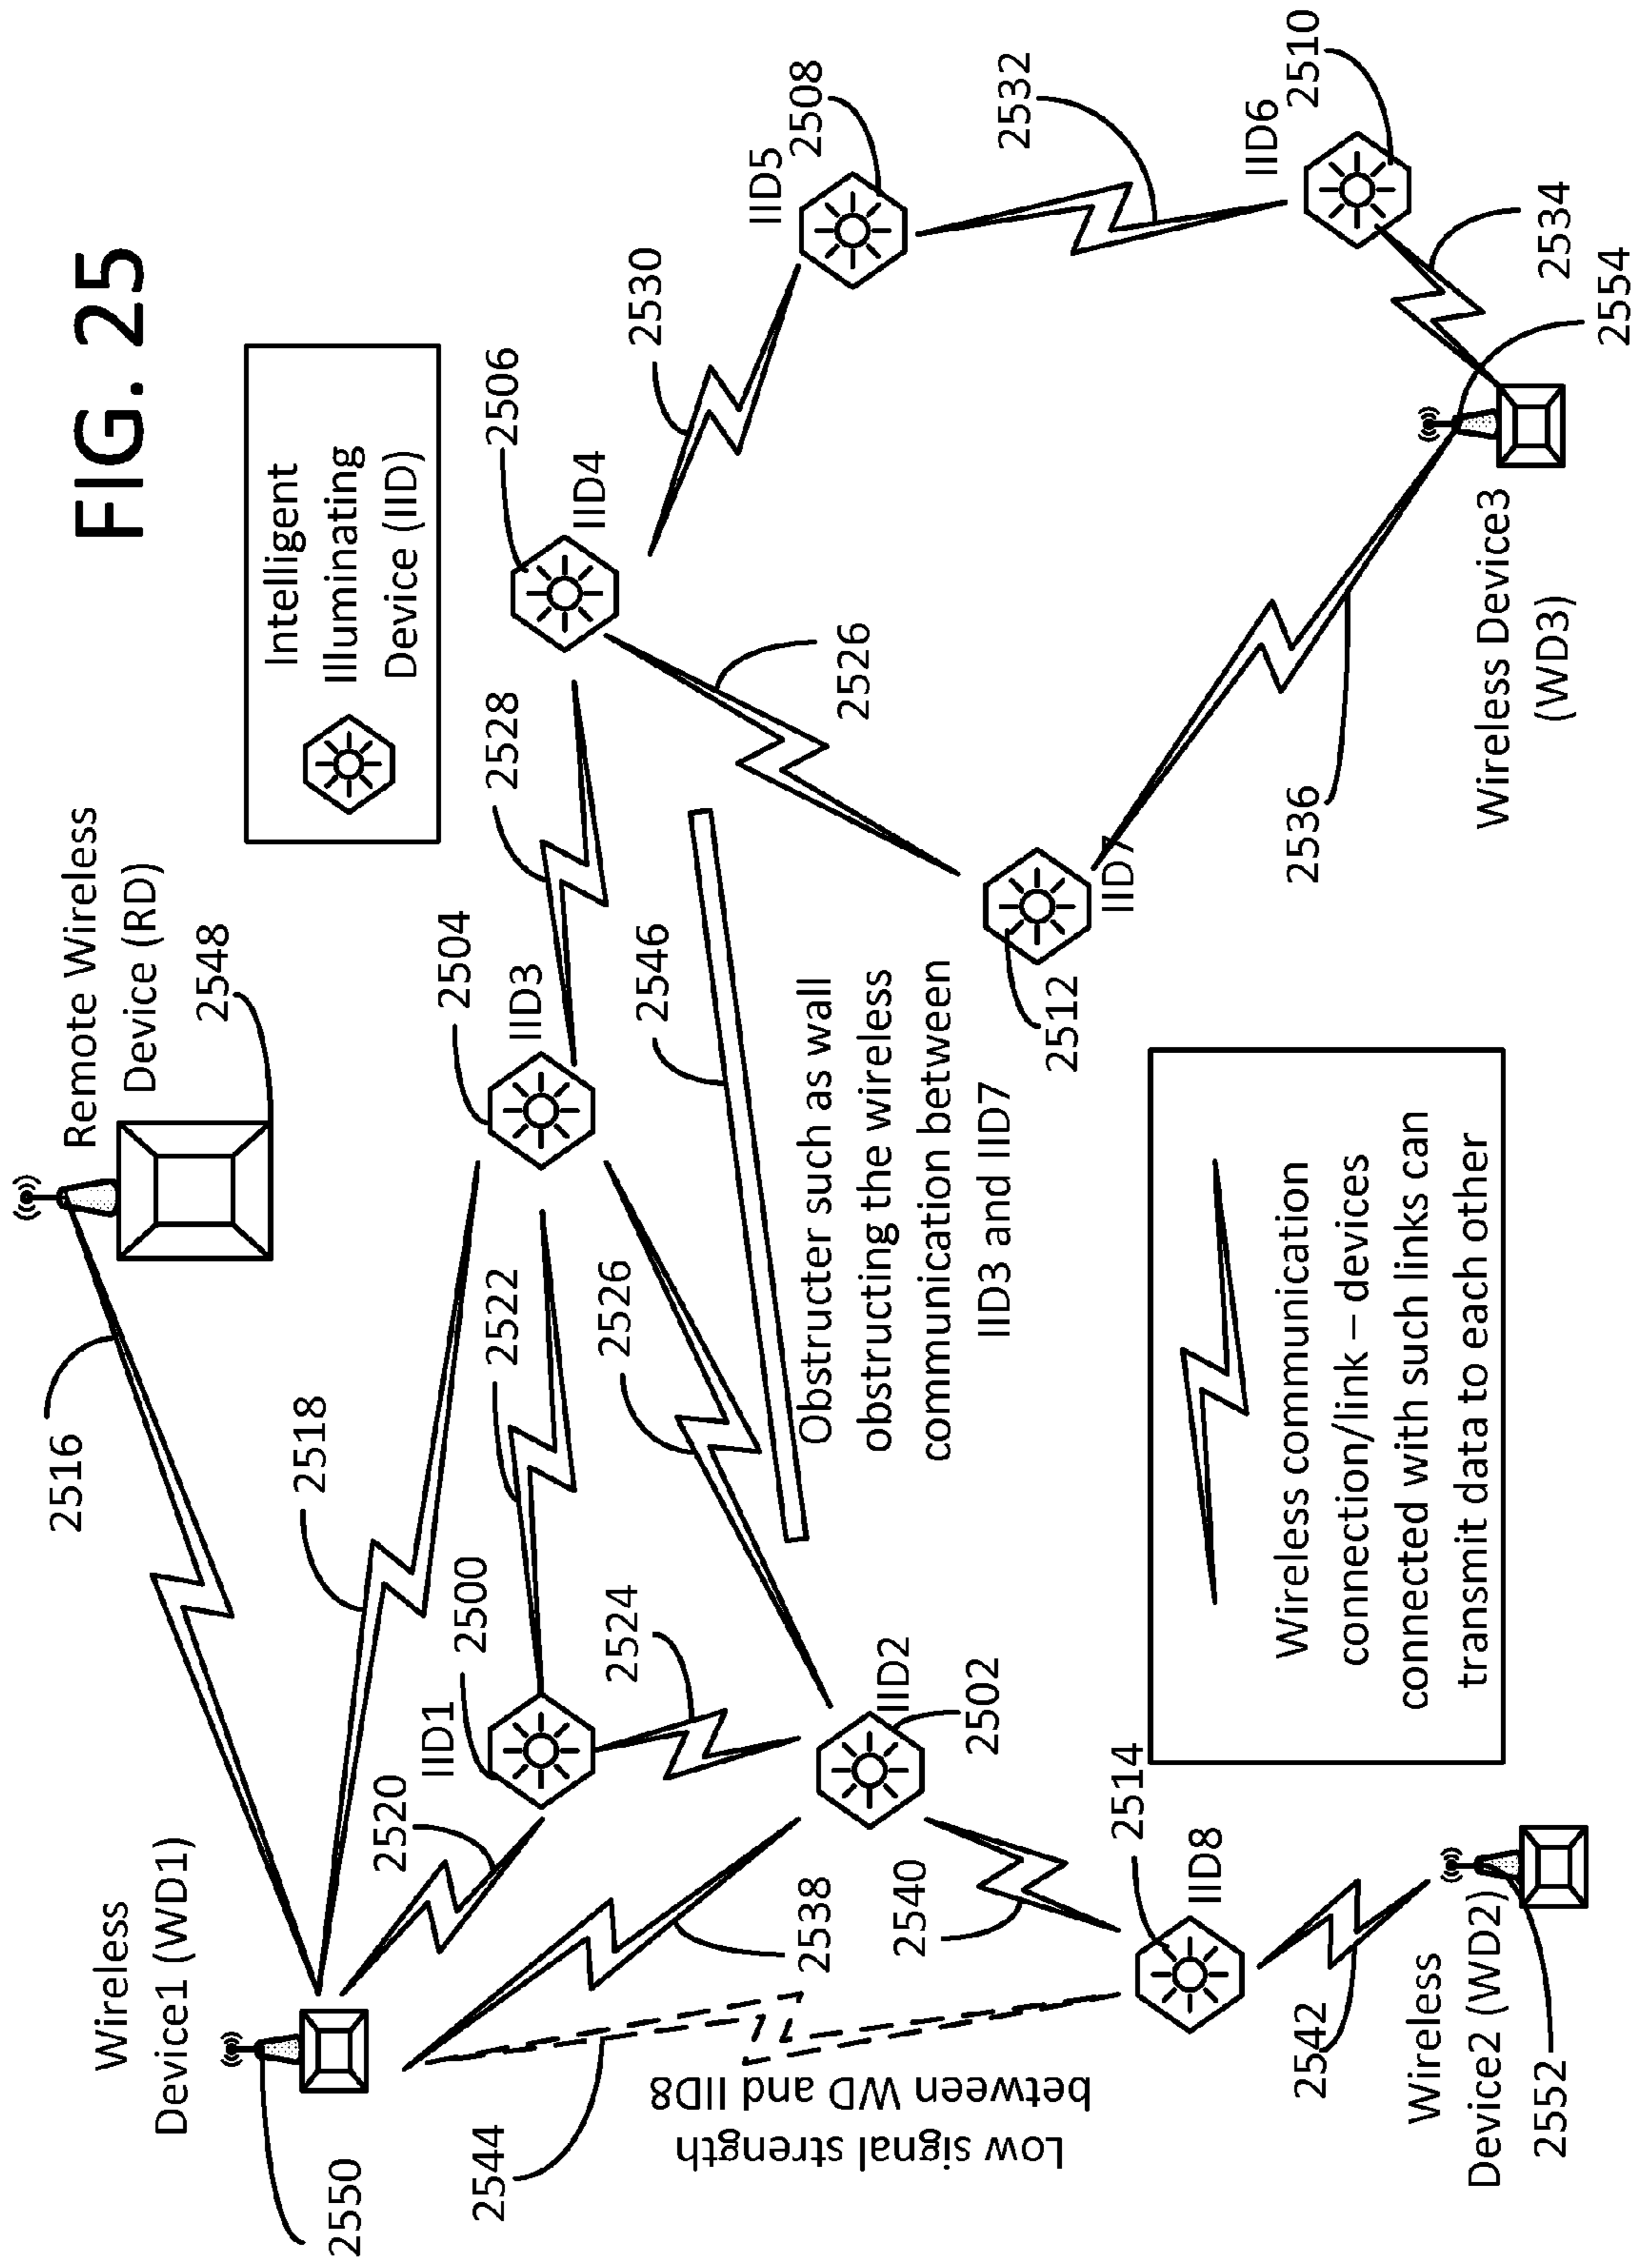 FIG. 25
Remote Wireless
Device (RD)
2548
Intelligent
Illuminating
Device (IID)
Wireless
Device1 (WD1)
2550
2516
2518
2520
IID1
2500
2522
2504
IID3
2528
2506
IID4
2530
IID5
2508
2532
IID6
2510
2524
2526
2546
2526
2544
Low signal strength
between WD and IID8
2538
2540
IID2
2502
Obstructer such as wall
obstructing the wireless
communication between
IID3 and IID7
2512
IID7
2536
2534
2554
2514
IID8
2542
Wireless
Device2 (WD2)
2552
Wireless communication
connection/link – devices
connected with such links can
transmit data to each other
Wireless Device3
(WD3)